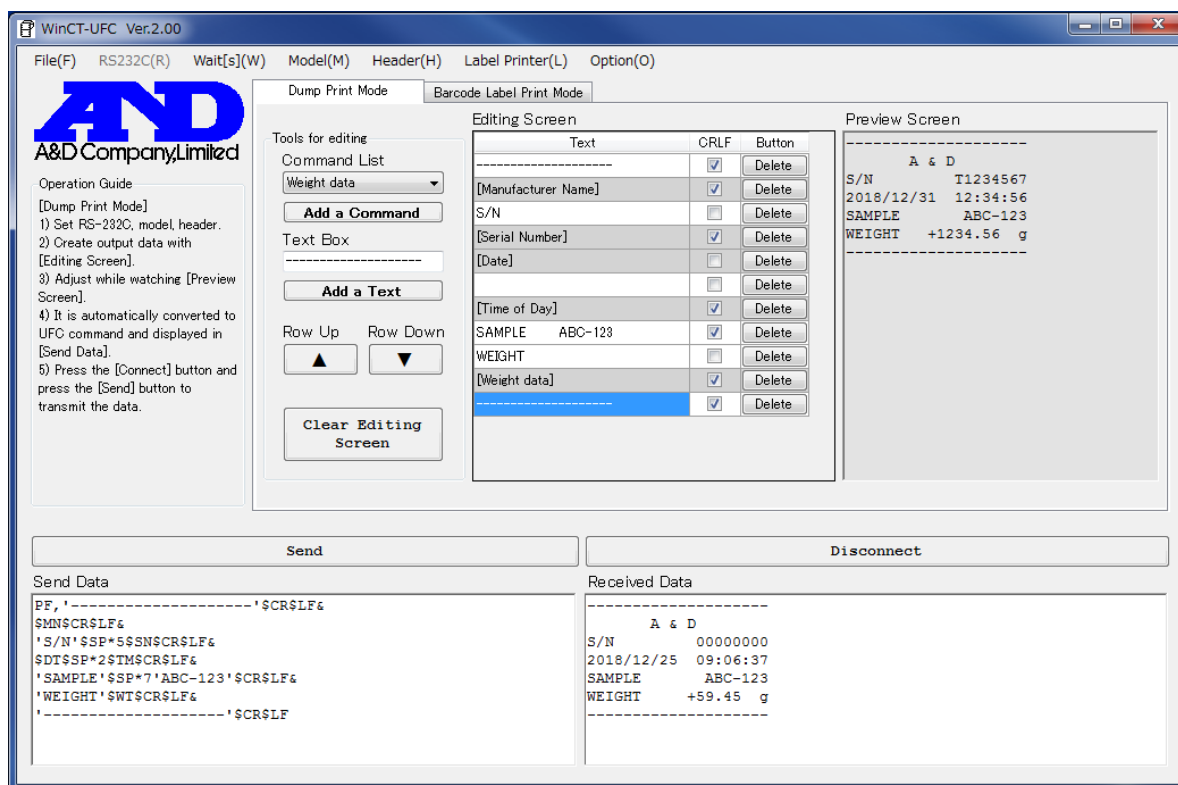 WinCT-UFC Ver.2.00
File(F) RS232C(R) Wait[s](W) Model(M) Header(H) Label Printer(L) Option(O)
AND
A&D Company,Limited
Operation Guide
[Dump Print Mode]
1) Set RS-232C, model, header.
2) Create output data with
[Editing Screen].
3) Adjust while watching [Preview
Screen].
4) It is automatically converted to
UFC command and displayed in
[Send Data].
5) Press the [Connect] button and
press the [Send] button to
transmit the data.
Dump Print Mode
Barcode Label Print Mode
Tools for editing
Command List
Weight data
Add a Command
Text Box
--------------------
Add a Text
Row Up Row Down
▲ ▼
Clear Editing
Screen
Editing Screen
Text CRLF Button
-------------------- Delete
[Manufacturer Name] Delete
S/N Delete
[Serial Number] Delete
[Date] Delete
Delete
[Time of Day] Delete
SAMPLE ABC-123 Delete
WEIGHT Delete
[Weight data] Delete
-------------------- Delete
Preview Screen
--------------------
A & D
S/N T1234567
2018/12/31 12:34:56
SAMPLE ABC-123
WEIGHT +1234.56 g
--------------------
Send
Disconnect
Send Data
PF,'--------------------'$CR$LF&
$MN$CR$LF&
'S/N'$SP*5$SN$CR$LF&
$DT$SP*2$TM$CR$LF&
'SAMPLE'$SP*7'ABC-123'$CR$LF&
'WEIGHT'$WT$CR$LF&
'--------------------'$CR$LF
Received Data
--------------------
A & D
S/N 00000000
2018/12/25 09:06:37
SAMPLE ABC-123
WEIGHT +59.45 g
--------------------